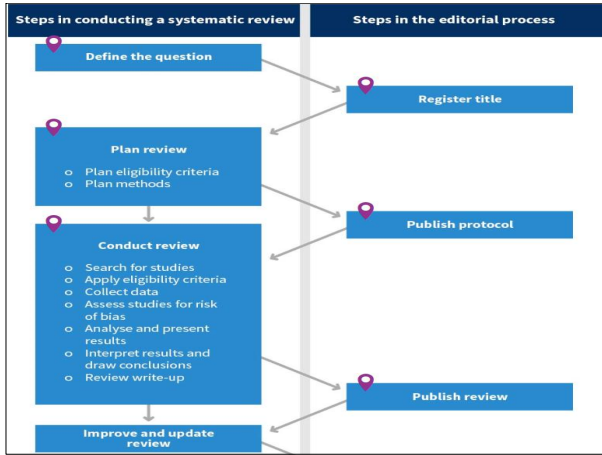 Steps in conducting a systematic review
Steps in the editorial process
Define the question
Register title
Plan review
o Plan eligibility criteria
o Plan methods
Publish protocol
Conduct review
o Search for studies
o Apply eligibility criteria
o Collect data
o Assess studies for risk
of bias
o Analyse and present
results
o Interpret results and
draw conclusions
o Review write-up
Publish review
Improve and update
review